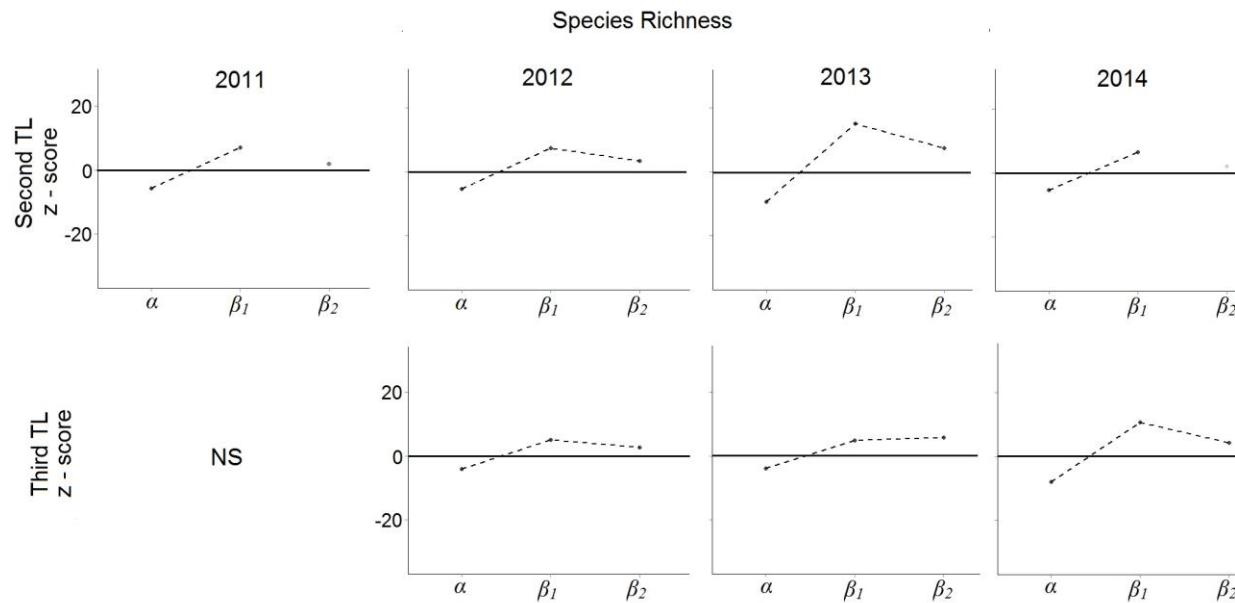 Species Richness
2011
2012
2013
2014
Second TL
z - score
20
0
-20
α β1 β2
α β1 β2
α β1 β2
α β1 β2
Third TL
z - score
NS
20
0
-20
α β1 β2
α β1 β2
α β1 β2